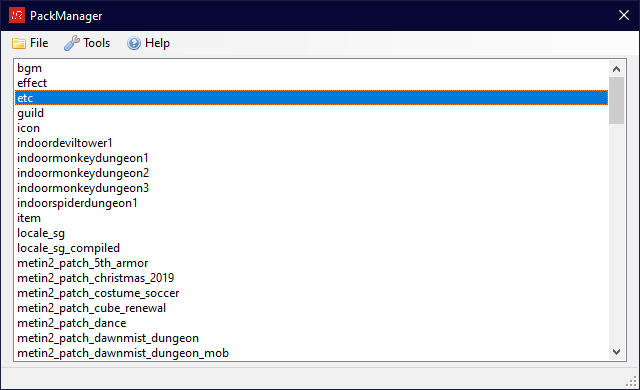 PackManager
File Tools Help
bgm
effect
etc
guild
icon
indoordeviltower1
indoormonkeydungeon1
indoormonkeydungeon2
indoormonkeydungeon3
indoorspiderdungeon1
item
locale_sg
locale_sg_compiled
metin2_patch_5th_armor
metin2_patch_christmas_2019
metin2_patch_costume_soccer
metin2_patch_cube_renewal
metin2_patch_dance
metin2_patch_dawnmist_dungeon
metin2_patch_dawnmist_dungeon_mob